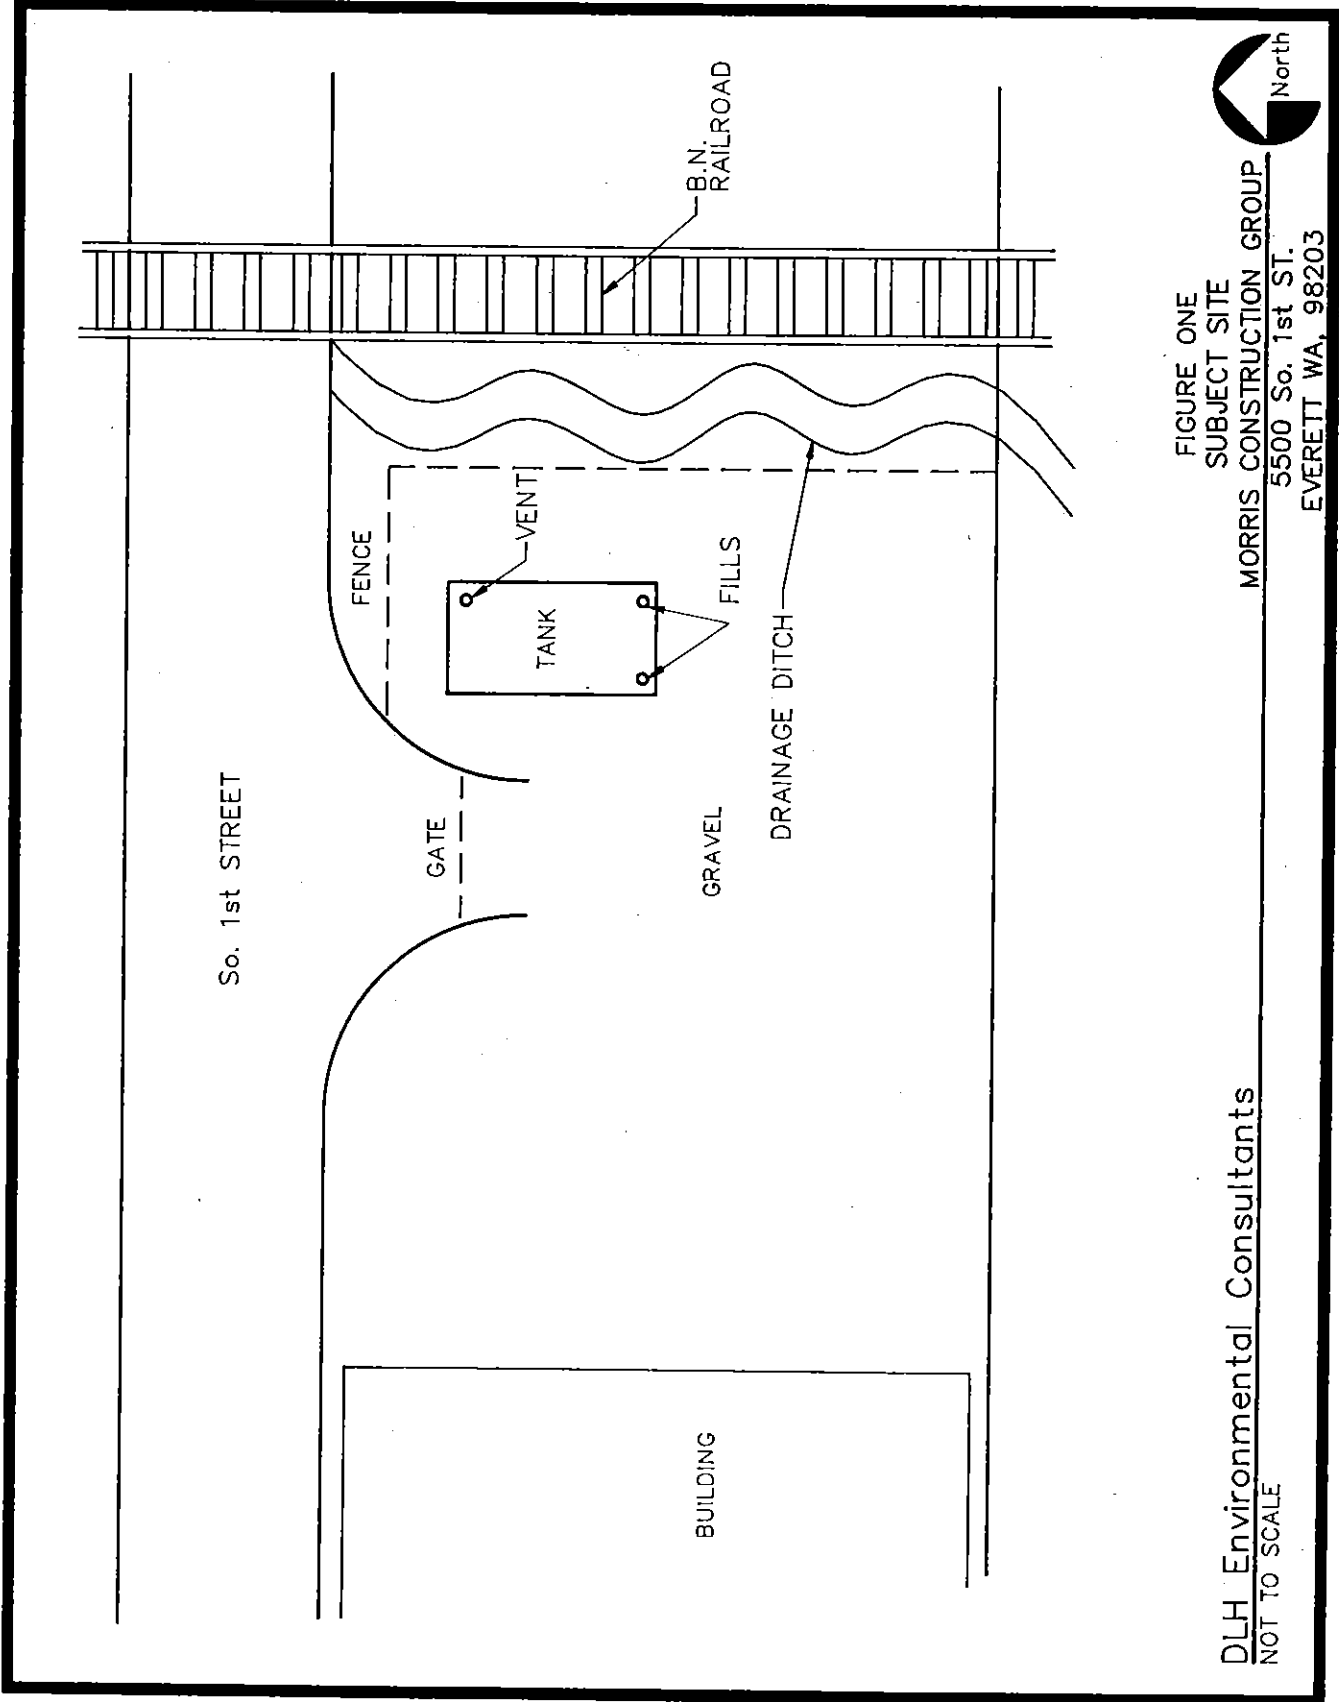 So. 1st STREET
FENCE
GATE
VENT
TANK
FILLS
B.N.
RAILROAD
GRAVEL
DRAINAGE DITCH
BUILDING
FIGURE ONE
SUBJECT SITE
MORRIS CONSTRUCTION GROUP
5500 So. 1st ST.
EVERETT WA, 98203
North
DLH Environmental Consultants
NOT TO SCALE